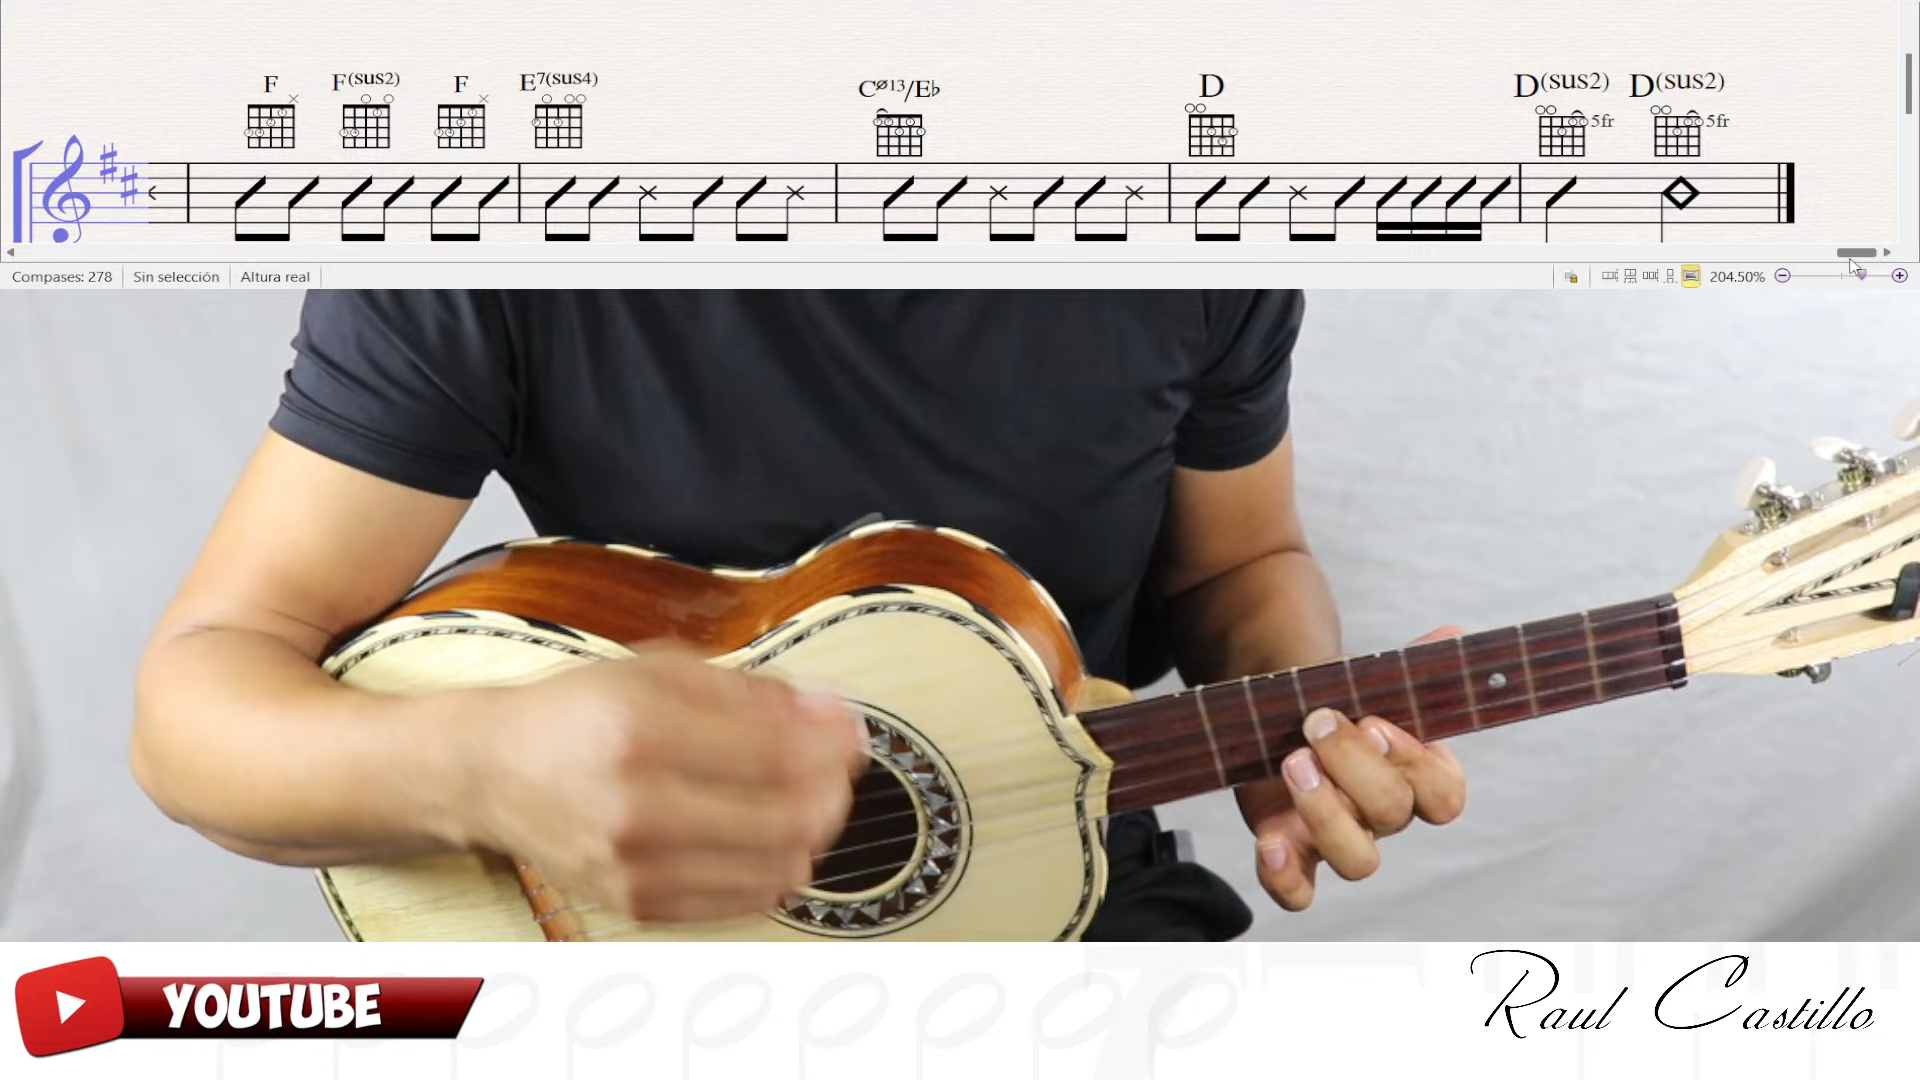 F F(sus2) F E7(sus4) CØ13/E♭ D D(sus2) D(sus2)
5fr 5fr
Compases: 278 Sin selección Altura real 204.50%
YOUTUBE
Raul Castillo